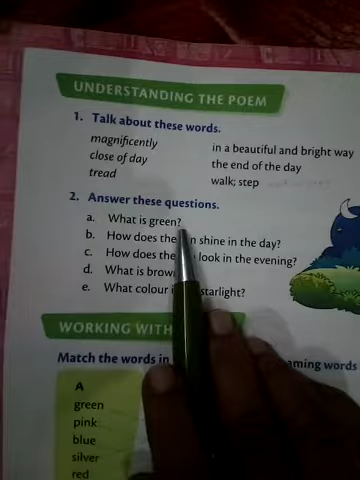 UNDERSTANDING THE POEM
1. Talk about these words.
magnificently in a beautiful and bright way
close of day the end of the day
tread walk; step
2. Answer these questions.
a. What is green?
b. How does the shine in the day?
c. How does the look in the evening?
d. What is brow
e. What colour starlight?
WORKING WITH
Match the words in aming words
A
green
pink
blue
silver
red